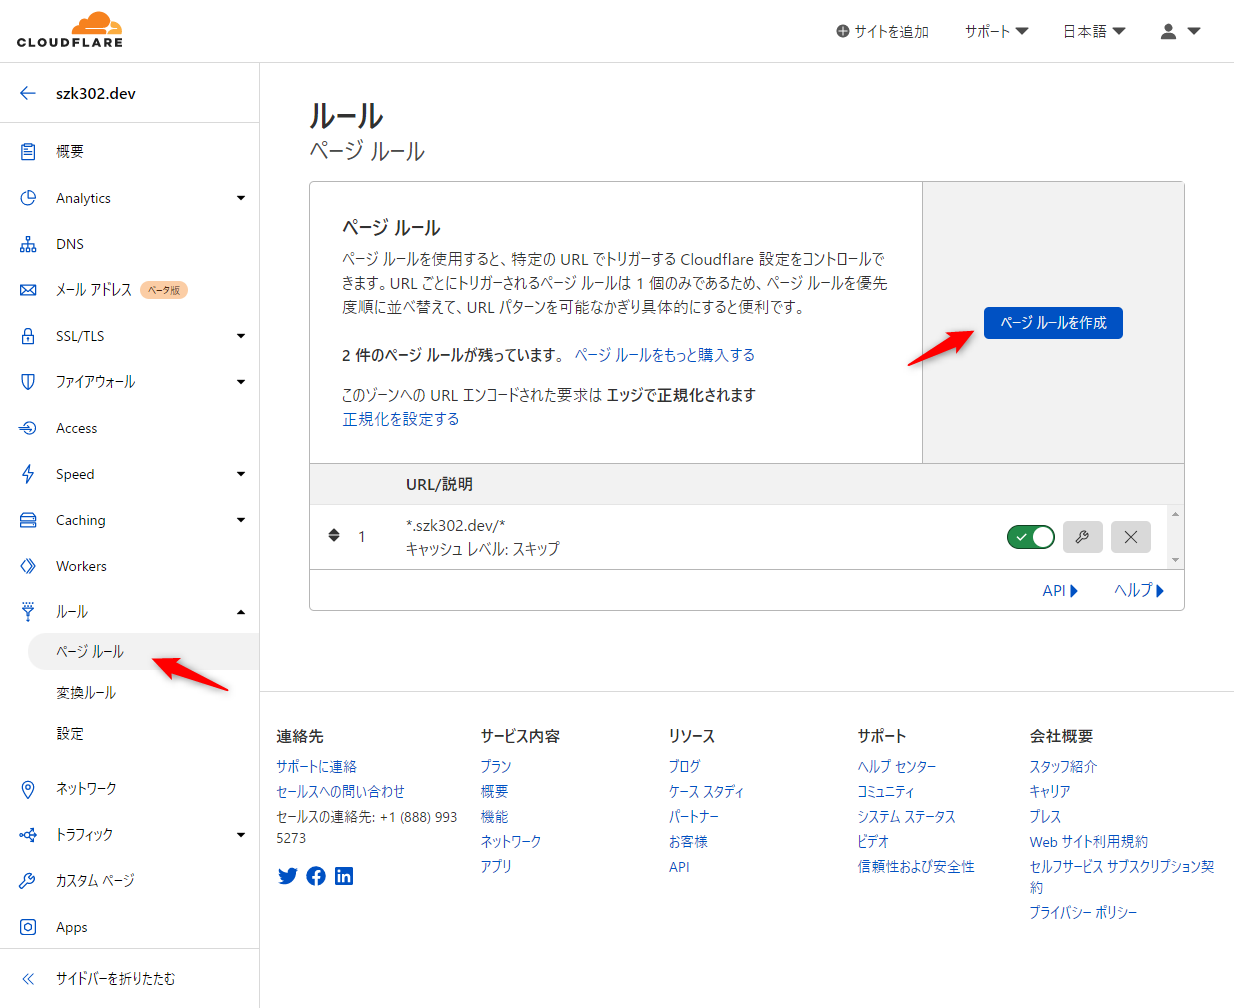 CLOUDFLARE
サイトを追加
サポート
日本語
szk302.dev
概要
Analytics
DNS
メール アドレス ベータ版
SSL/TLS
ファイアウォール
Access
Speed
Caching
Workers
ルール
ページ ルール
変換ルール
設定
ネットワーク
トラフィック
カスタム ページ
Apps
サイドバーを折りたたむ
ルール
ページ ルール
ページ ルール
ページ ルールを使用すると、特定の URL でトリガーする Cloudflare 設定をコントロールで
きます。URL ごとにトリガーされるページ ルールは 1 個のみであるため、ページ ルールを優先
度順に並べ替えて、URL パターンを可能なかぎり具体的にすると便利です。
2 件のページ ルールが残っています。 ページ ルールをもっと購入する
このゾーンへの URL エンコードされた要求は エッジで正規化されます
正規化を設定する
ページ ルールを作成
URL/説明
1
*.szk302.dev/*
キャッシュ レベル: スキップ
API
ヘルプ
連絡先
サポートに連絡
セールスへの問い合わせ
セールスの連絡先: +1 (888) 993
5273
サービス内容
プラン
概要
機能
ネットワーク
アプリ
リソース
ブログ
ケース スタディ
パートナー
お客様
API
サポート
ヘルプ センター
コミュニティ
システム ステータス
ビデオ
信頼性および安全性
会社概要
スタッフ紹介
キャリア
プレス
Web サイト利用規約
セルフサービス サブスクリプション契
約
プライバシー ポリシー